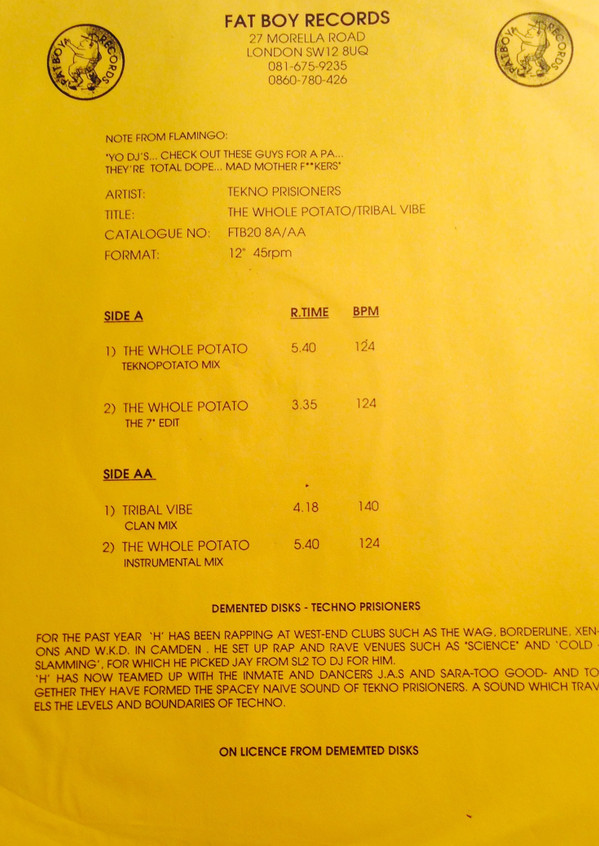 FAT BOY RECORDS
27 MORELLA ROAD
LONDON SW12 8UQ
081-675-9235
0860-780-426
FATBOY RECORDS
FATBOY RECORDS
NOTE FROM FLAMINGO:
"YO DJ'S... CHECK OUT THESE GUYS FOR A PA...
THEY'RE TOTAL DOPE... MAD MOTHER F**KERS"
ARTIST: TEKNO PRISIONERS
TITLE: THE WHOLE POTATO/TRIBAL VIBE
CATALOGUE NO: FTB20 8A/AA
FORMAT: 12" 45rpm
SIDE A R.TIME BPM
1) THE WHOLE POTATO 5.40 124
TEKNOPOTATO MIX
2) THE WHOLE POTATO 3.35 124
THE 7" EDIT
SIDE AA
1) TRIBAL VIBE 4.18 140
CLAN MIX
2) THE WHOLE POTATO 5.40 124
INSTRUMENTAL MIX
DEMENTED DISKS - TECHNO PRISIONERS
FOR THE PAST YEAR 'H' HAS BEEN RAPPING AT WEST-END CLUBS SUCH AS THE WAG, BORDERLINE, XEN-
ONS AND W.K.D. IN CAMDEN . HE SET UP RAP AND RAVE VENUES SUCH AS "SCIENCE" AND 'COLD -
SLAMMING', FOR WHICH HE PICKED JAY FROM SL2 TO DJ FOR HIM.
'H' HAS NOW TEAMED UP WITH THE INMATE AND DANCERS J.A.S AND SARA-TOO GOOD- AND TO
GETHER THEY HAVE FORMED THE SPACEY NAIVE SOUND OF TEKNO PRISIONERS. A SOUND WHICH TRAV
ELS THE LEVELS AND BOUNDARIES OF TECHNO.
ON LICENCE FROM DEMEMTED DISKS